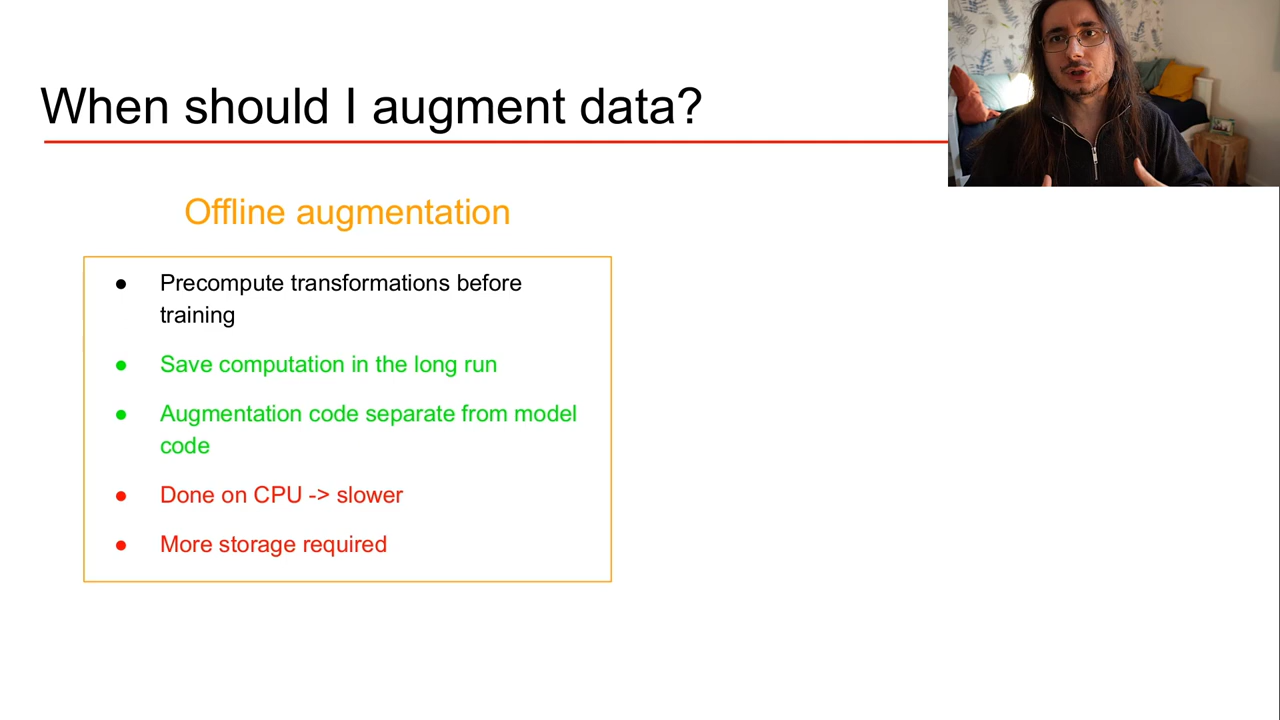 When should I augment data?
Offline augmentation
● Precompute transformations before
training
● Save computation in the long run
● Augmentation code separate from model
code
● Done on CPU -> slower
● More storage required